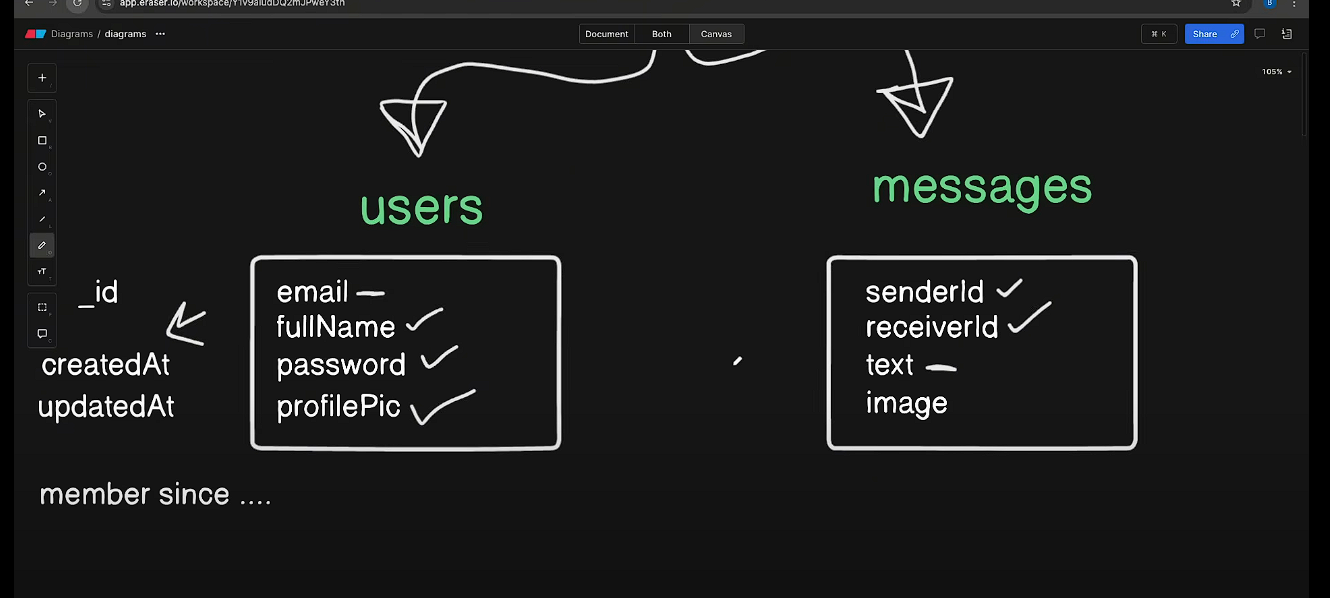 app.eraser.io/workspace/Y1V9aIudDQ2mJPweY3th
B
Diagrams / diagrams ...
Document Both Canvas
⌘ K
Share
105%
users
messages
_id
createdAt
updatedAt
email
fullName
password
profilePic
senderId
receiverId
text
image
member since ....